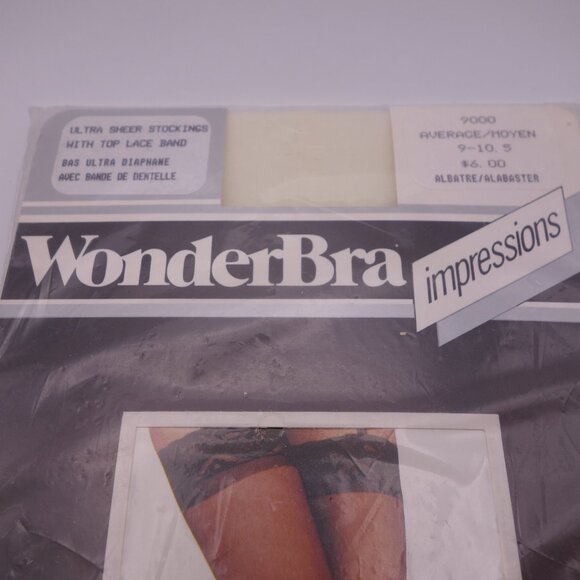 ULTRA SHEER STOCKINGS
WITH TOP LACE BAND
BAS ULTRA DIAPHANE
AVEC BANDE DE DENTELLE
9000
AVERAGE/MOYEN
9-10.5
$6.00
ALBATRE/ALABASTER
WonderBra
impressions